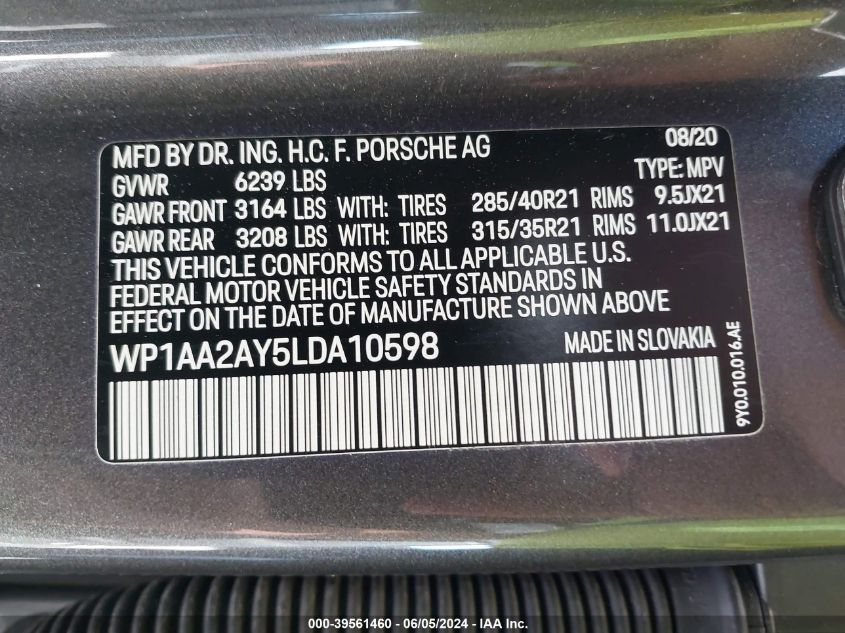 MFD BY DR. ING. H.C. F. PORSCHE AG 08/20
GVWR 6239 LBS TYPE: MPV
GAWR FRONT 3164 LBS WITH: TIRES 285/40R21 RIMS 9.5JX21
GAWR REAR 3208 LBS WITH: TIRES 315/35R21 RIMS 11.0JX21
THIS VEHICLE CONFORMS TO ALL APPLICABLE U.S.
FEDERAL MOTOR VEHICLE SAFETY STANDARDS IN
EFFECT ON THE DATE OF MANUFACTURE SHOWN ABOVE
WP1AA2AY5LDA10598 MADE IN SLOVAKIA
9Y0.010.016.AE
000-39561460 - 06/05/2024 - IAA Inc.